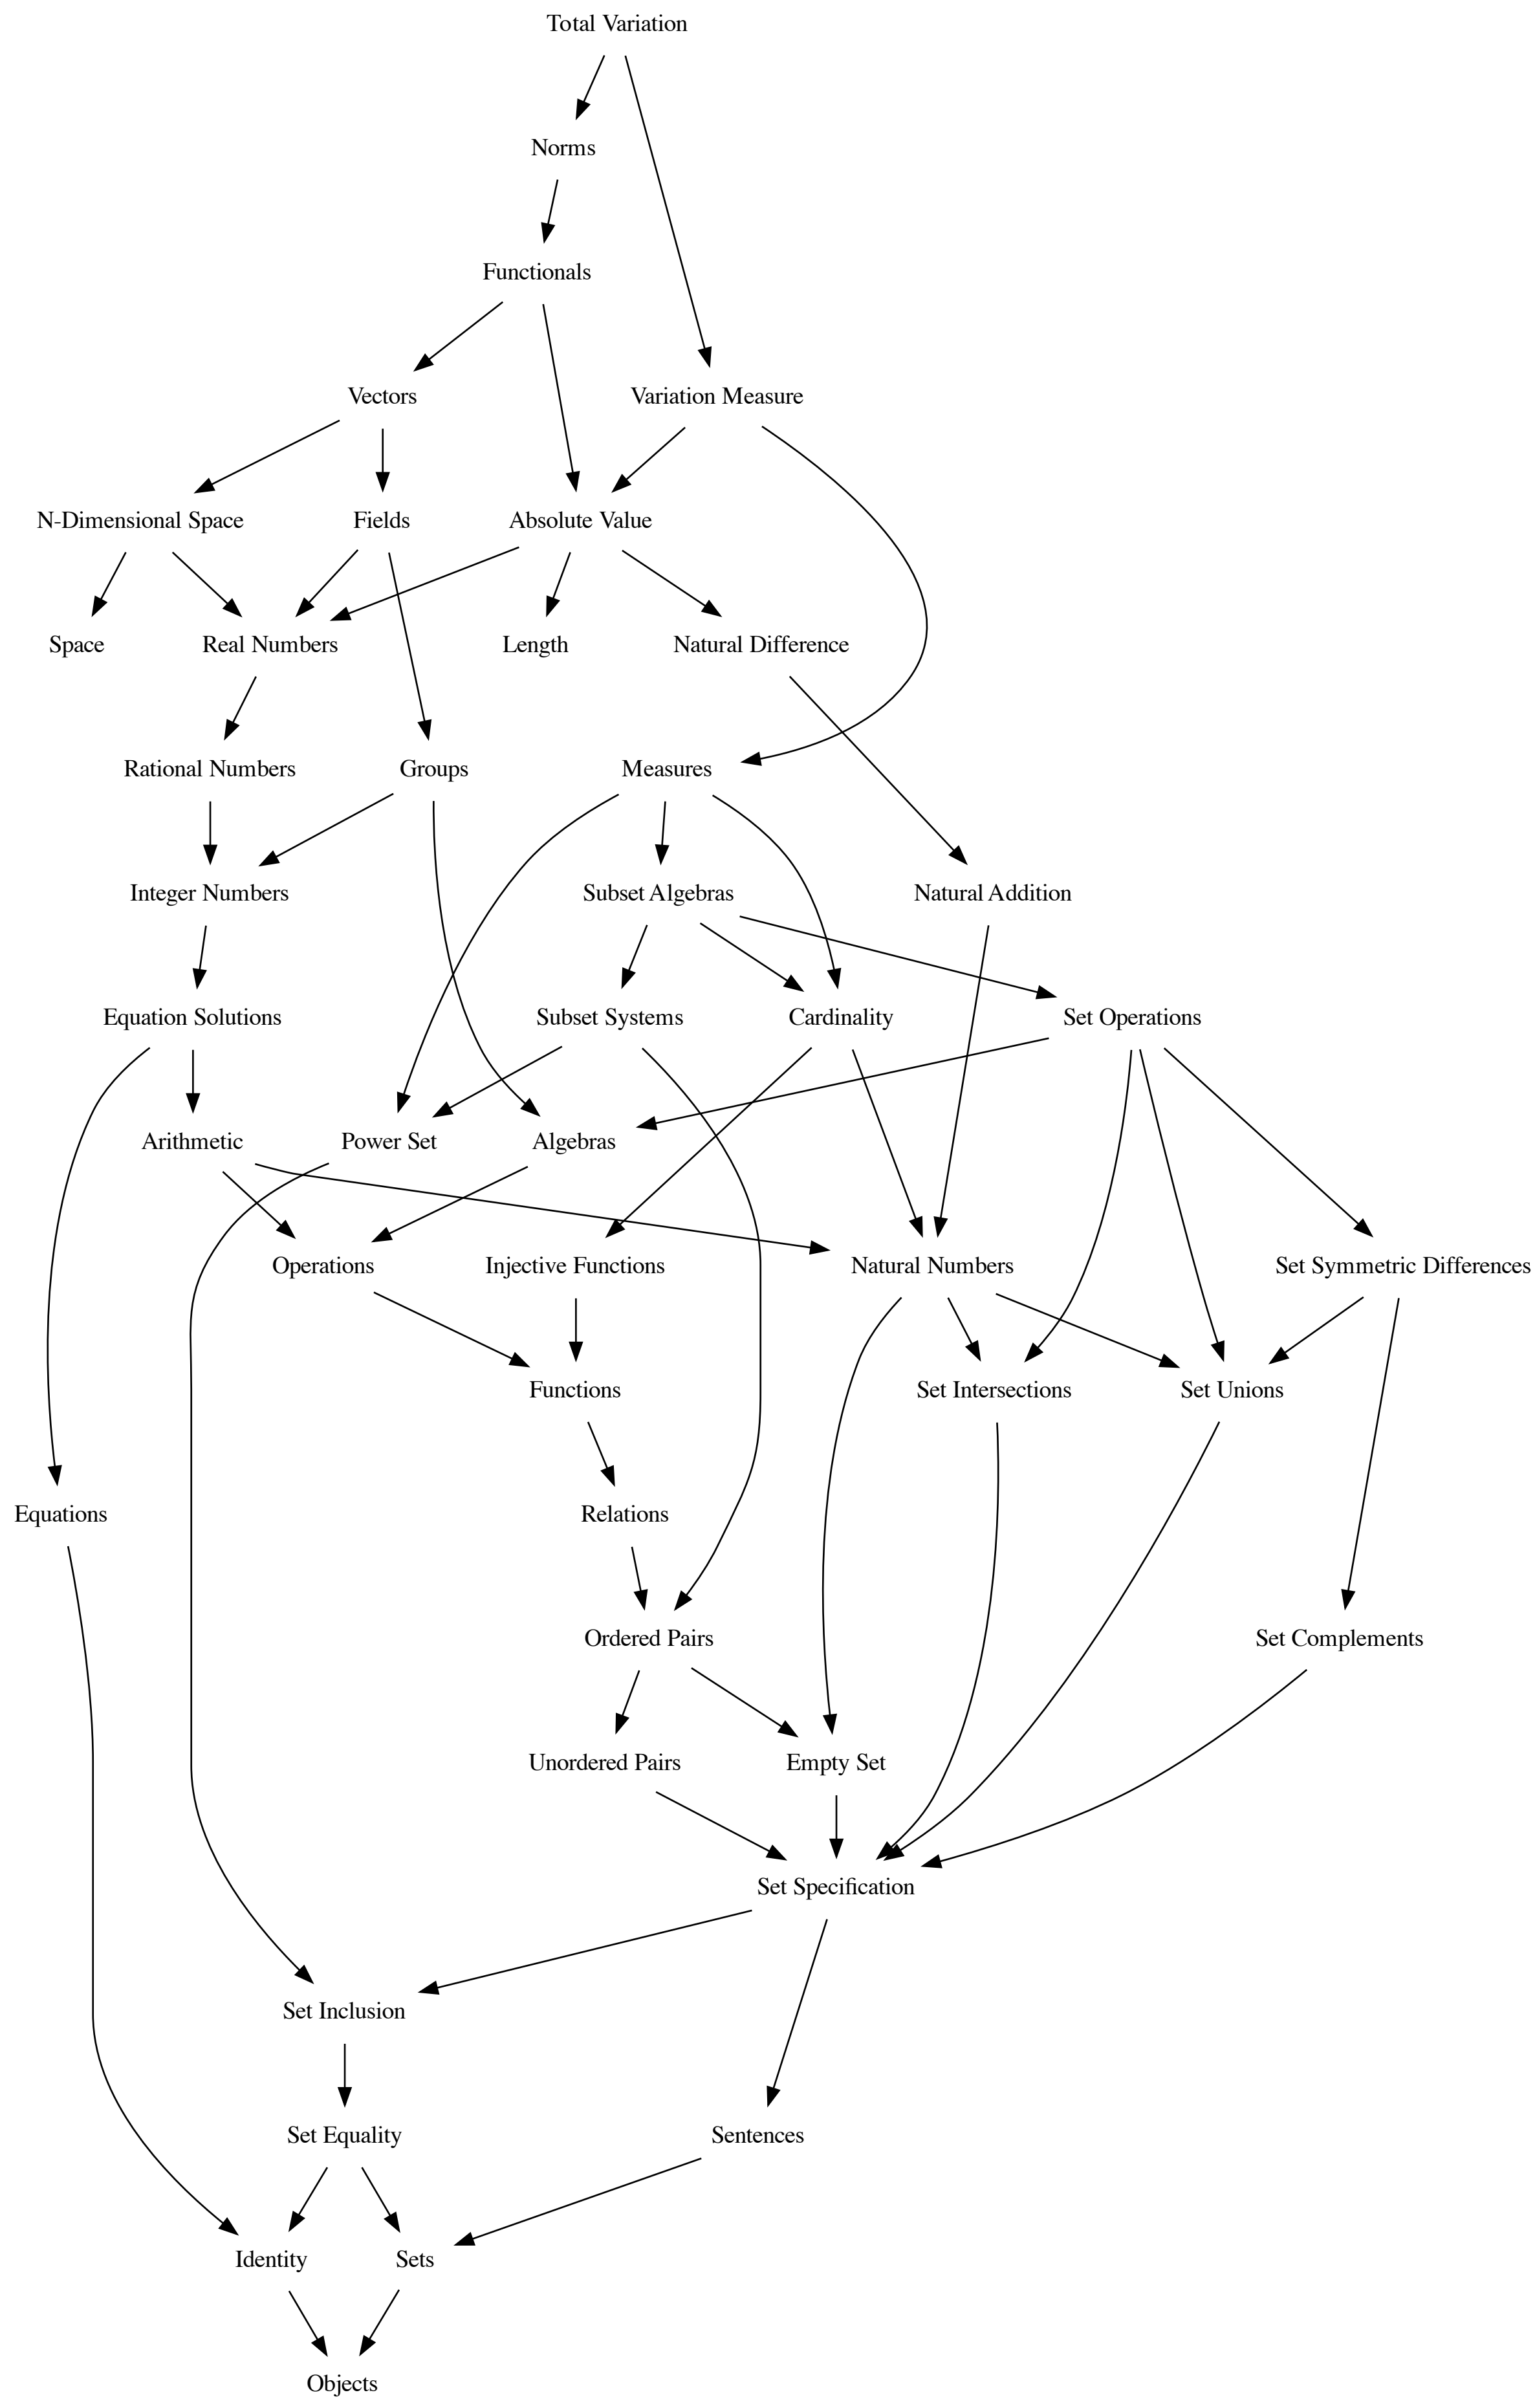 Total Variation
Norms
Functionals
Vectors
Variation Measure
N-Dimensional Space
Fields
Absolute Value
Space
Real Numbers
Length
Natural Difference
Rational Numbers
Groups
Measures
Integer Numbers
Subset Algebras
Natural Addition
Equation Solutions
Subset Systems
Cardinality
Set Operations
Arithmetic
Power Set
Algebras
Operations
Injective Functions
Natural Numbers
Set Symmetric Differences
Functions
Set Intersections
Set Unions
Equations
Relations
Ordered Pairs
Set Complements
Unordered Pairs
Empty Set
Set Specification
Set Inclusion
Set Equality
Sentences
Identity
Sets
Objects